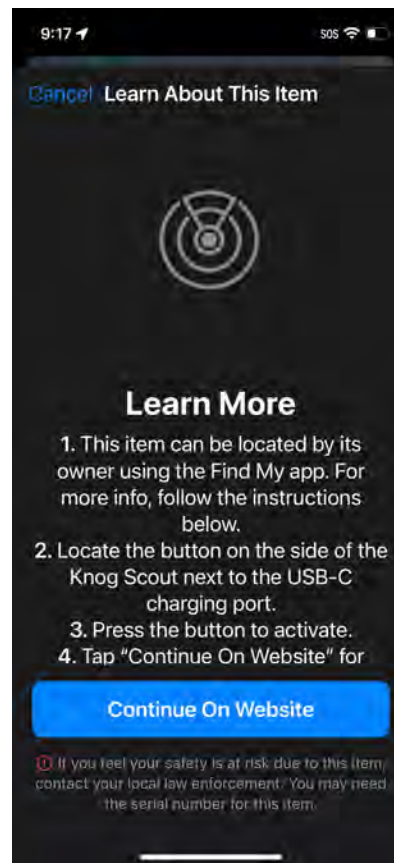 9:17
SOS
Cancel Learn About This Item
Learn More
1. This item can be located by its
owner using the Find My app. For
more info, follow the instructions
below.
2. Locate the button on the side of the
Knog Scout next to the USB-C
charging port.
3. Press the button to activate.
4. Tap “Continue On Website” for
Continue On Website
If you feel your safety is at risk due to this item,
contact your local law enforcement. You may need
the serial number for this item.